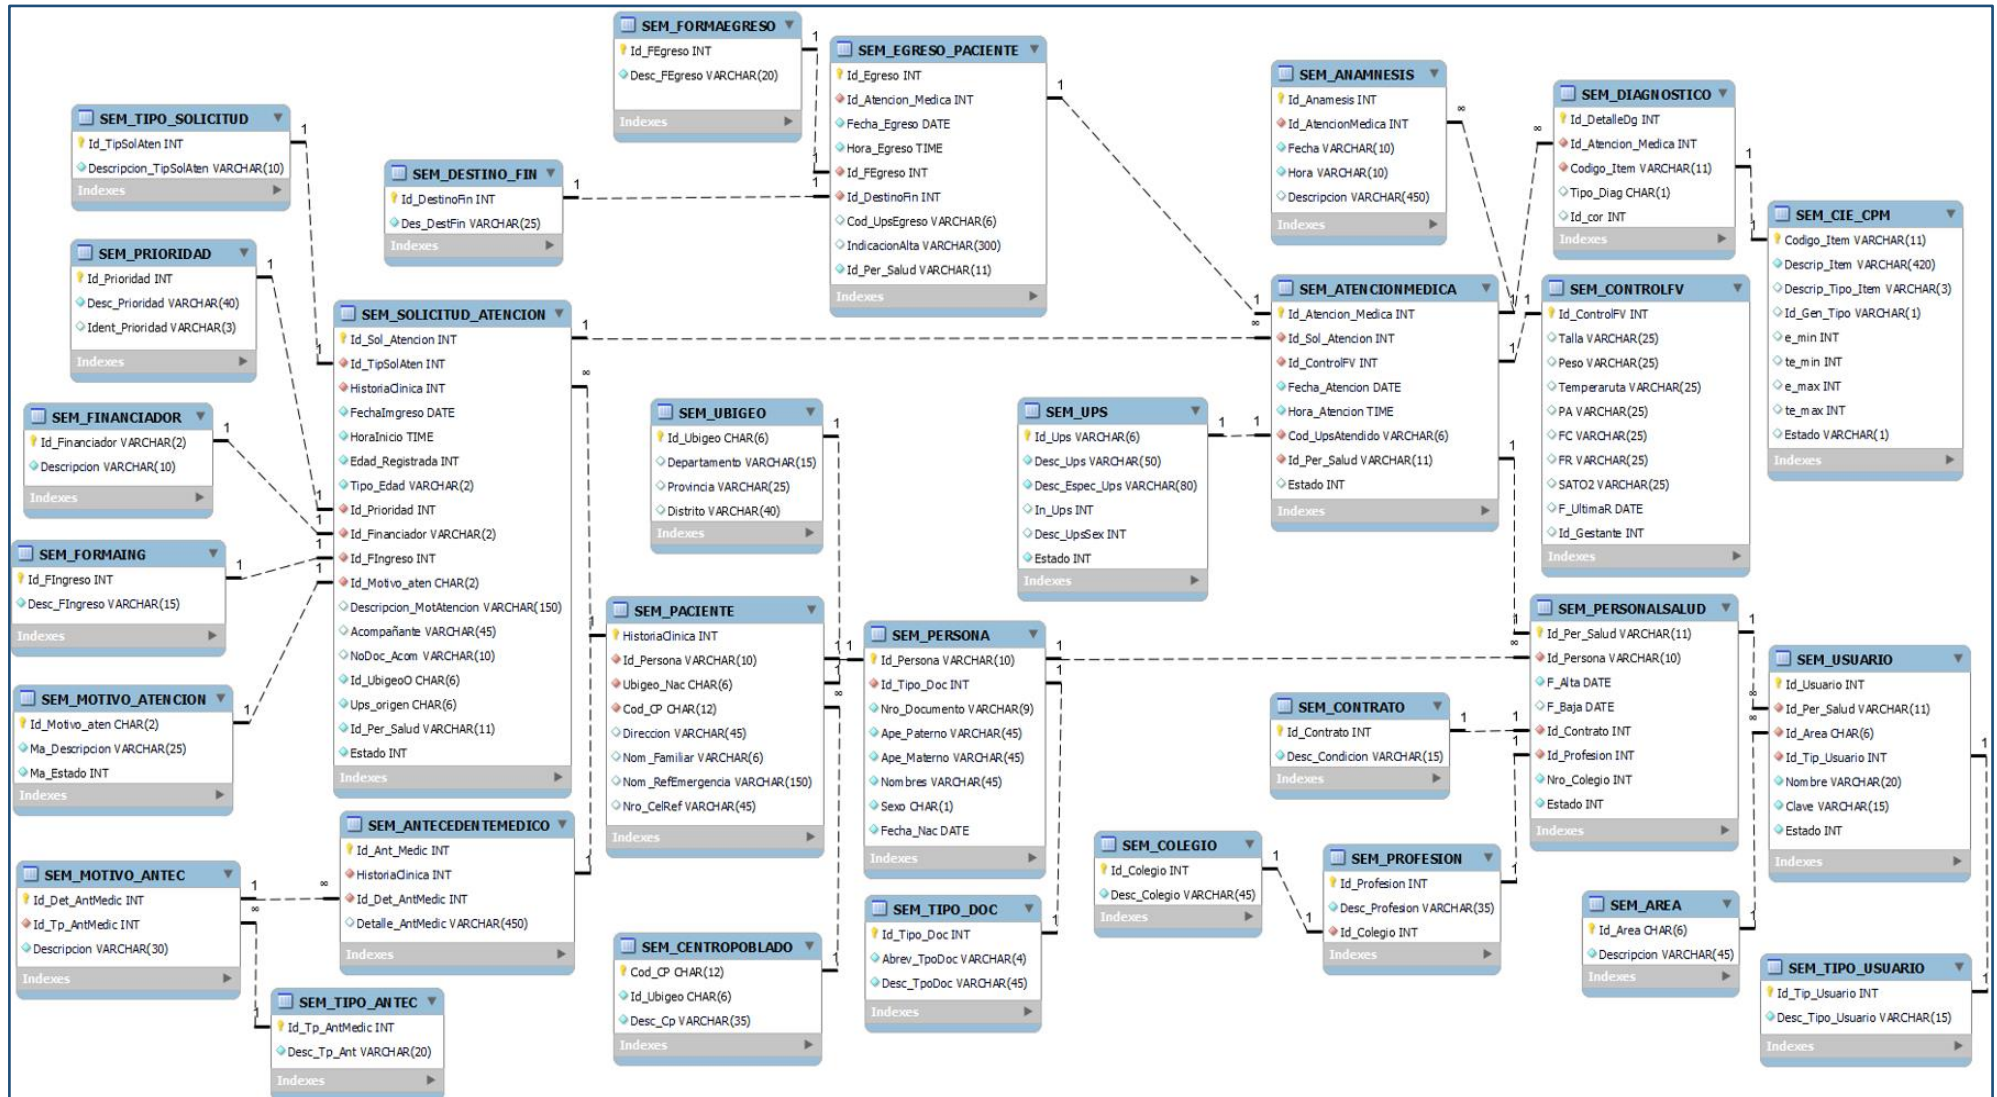 SEM_FORMAEGRESO
Id_FEgreso INT
Desc_FEgreso VARCHAR(20)
Indexes
SEM_EGRESO_PACIENTE
Id_Egreso INT
Id_Atencion_Medica INT
Fecha_Egreso DATE
Hora_Egreso TIME
Id_FEgreso INT
Id_DestinoFin INT
Cod_UpsEgreso VARCHAR(6)
IndicacionAlta VARCHAR(300)
Id_Per_Salud VARCHAR(11)
Indexes
SEM_ANAMNESIS
Id_Anamesis INT
Id_AtencionMedica INT
Fecha VARCHAR(10)
Hora VARCHAR(10)
Descripcion VARCHAR(450)
Indexes
SEM_DIAGNOSTICO
Id_DetalleDg INT
Id_Atencion_Medica INT
Codigo_Item VARCHAR(11)
Tipo_Diag CHAR(1)
Id_cor INT
Indexes
SEM_TIPO_SOLICITUD
Id_TipSolAten INT
Descripcion_TipSolAten VARCHAR(10)
Indexes
SEM_DESTINO_FIN
Id_DestinoFin INT
Des_DestFin VARCHAR(25)
Indexes
SEM_CIE_CPM
Codigo_Item VARCHAR(11)
Descrip_Item VARCHAR(420)
Descrip_Tipo_Item VARCHAR(3)
Id_Gen_Tipo VARCHAR(1)
e_min INT
te_min INT
e_max INT
te_max INT
Estado VARCHAR(1)
Indexes
SEM_PRIORIDAD
Id_Prioridad INT
Desc_Prioridad VARCHAR(40)
Ident_Prioridad VARCHAR(3)
Indexes
SEM_SOLICITUD_ATENCION
Id_Sol_Atencion INT
Id_TipSolAten INT
HistoriaClinica INT
FechaImgreso DATE
HoraInicio TIME
Edad_Registrada INT
Tipo_Edad VARCHAR(2)
Id_Prioridad INT
Id_Financiador VARCHAR(2)
Id_FIngreso INT
Id_Motivo_aten CHAR(2)
Descripcion_MotAtencion VARCHAR(150)
Acompañante VARCHAR(45)
NoDoc_Acom VARCHAR(10)
Id_UbigeoO CHAR(6)
Ups_origen CHAR(6)
Id_Per_Salud VARCHAR(11)
Estado INT
Indexes
SEM_ATENCIONMEDICA
Id_Atencion_Medica INT
Id_Sol_Atencion INT
Id_ControlFV INT
Fecha_Atencion DATE
Hora_Atencion TIME
Cod_UpsAtendido VARCHAR(6)
Id_Per_Salud VARCHAR(11)
Estado INT
Indexes
SEM_CONTROLFV
Id_ControlFV INT
Talla VARCHAR(25)
Peso VARCHAR(25)
Temperaruta VARCHAR(25)
PA VARCHAR(25)
FC VARCHAR(25)
FR VARCHAR(25)
SATO2 VARCHAR(25)
F_UltimaR DATE
Id_Gestante INT
Indexes
SEM_FINANCIADOR
Id_Financiador VARCHAR(2)
Descripcion VARCHAR(10)
Indexes
SEM_UBIGEO
Id_Ubigeo CHAR(6)
Departamento VARCHAR(15)
Provincia VARCHAR(25)
Distrito VARCHAR(40)
Indexes
SEM_UPS
Id_Ups VARCHAR(6)
Desc_Ups VARCHAR(50)
Desc_Espec_Ups VARCHAR(80)
In_Ups INT
Desc_UpsSex INT
Estado INT
Indexes
SEM_FORMAING
Id_FIngreso INT
Desc_FIngreso VARCHAR(15)
Indexes
SEM_PACIENTE
HistoriaClinica INT
Id_Persona VARCHAR(10)
Ubigeo_Nac CHAR(6)
Cod_CP CHAR(12)
Direccion VARCHAR(45)
Nom_Familiar VARCHAR(6)
Nom_RefEmergencia VARCHAR(150)
Nro_CelRef VARCHAR(45)
Indexes
SEM_PERSONA
Id_Persona VARCHAR(10)
Id_Tipo_Doc INT
Nro_Documento VARCHAR(9)
Ape_Paterno VARCHAR(45)
Ape_Materno VARCHAR(45)
Nombres VARCHAR(45)
Sexo CHAR(1)
Fecha_Nac DATE
Indexes
SEM_PERSONALSALUD
Id_Per_Salud VARCHAR(11)
Id_Persona VARCHAR(10)
F_Alta DATE
F_Baja DATE
Id_Contrato INT
Id_Profesion INT
Nro_Colegio INT
Estado INT
Indexes
SEM_USUARIO
Id_Usuario INT
Id_Per_Salud VARCHAR(11)
Id_Area CHAR(6)
Id_Tip_Usuario INT
Nombre VARCHAR(20)
Clave VARCHAR(15)
Estado INT
Indexes
SEM_MOTIVO_ATENCION
Id_Motivo_aten CHAR(2)
Ma_Descripcion VARCHAR(25)
Ma_Estado INT
Indexes
SEM_CONTRATO
Id_Contrato INT
Desc_Condicion VARCHAR(15)
Indexes
SEM_ANTECEDENTEMEDICO
Id_Ant_Medic INT
HistoriaClinica INT
Id_Det_AntMedic INT
Detalle_AntMedic VARCHAR(450)
Indexes
SEM_COLEGIO
Id_Colegio INT
Desc_Colegio VARCHAR(45)
Indexes
SEM_PROFESION
Id_Profesion INT
Desc_Profesion VARCHAR(35)
Id_Colegio INT
Indexes
SEM_MOTIVO_ANTEC
Id_Det_AntMedic INT
Id_Tp_AntMedic INT
Descripcion VARCHAR(30)
Indexes
SEM_TIPO_DOC
Id_Tipo_Doc INT
Abrev_TpoDoc VARCHAR(4)
Desc_TpoDoc VARCHAR(45)
Indexes
SEM_AREA
Id_Area CHAR(6)
Descripcion VARCHAR(45)
Indexes
SEM_CENTROPOBLADO
Cod_CP CHAR(12)
Id_Ubigeo CHAR(6)
Desc_Cp VARCHAR(35)
Indexes
SEM_TIPO_USUARIO
Id_Tip_Usuario INT
Desc_Tipo_Usuario VARCHAR(15)
Indexes
SEM_TIPO_ANTEC
Id_Tp_AntMedic INT
Desc_Tp_Ant VARCHAR(20)
Indexes